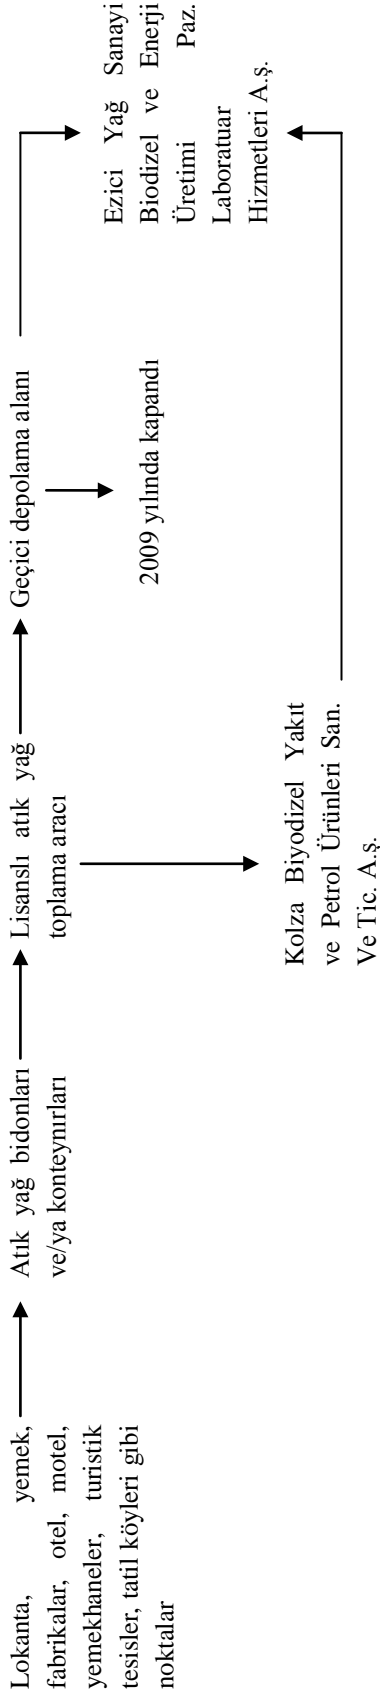 Lokanta, yemek,
fabrikalar, otel, motel,
yemekhaneler, turistik
tesisler, tatil köyleri gibi
noktalar
Atık yağ bidonları
ve/ya konteynırları
Lisanslı atık yağ
toplama aracı
Geçici depolama alanı
2009 yılında kapandı
Kolza Biyodizel Yakıt
ve Petrol Ürünleri San.
Ve Tic. A.ş.
Ezici Yağ Sanayi
Biodizel ve Enerji
Üretimi Paz.
Laboratuar
Hizmetleri A.ş.